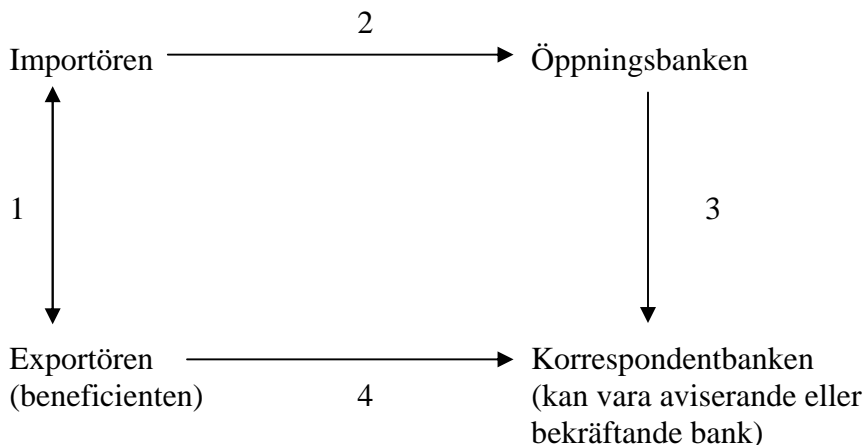 2
Importören
Öppningsbanken
1
3
Exportören
(beneficienten)
4
Korrespondentbanken
(kan vara aviserande eller
bekräftande bank)